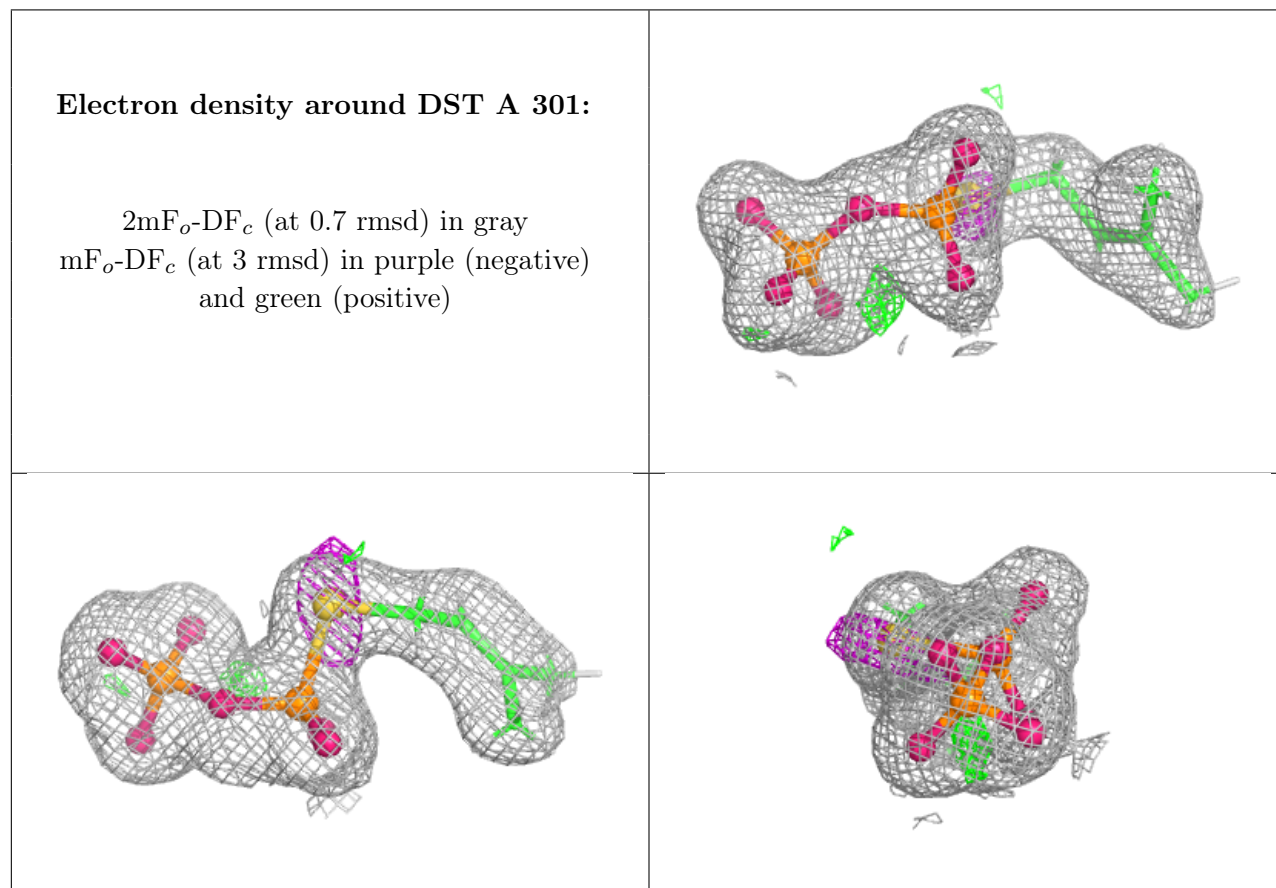 Electron density around DST A 301:
2mFo-DFc (at 0.7 rmsd) in gray
mFo-DFc (at 3 rmsd) in purple (negative)
and green (positive)